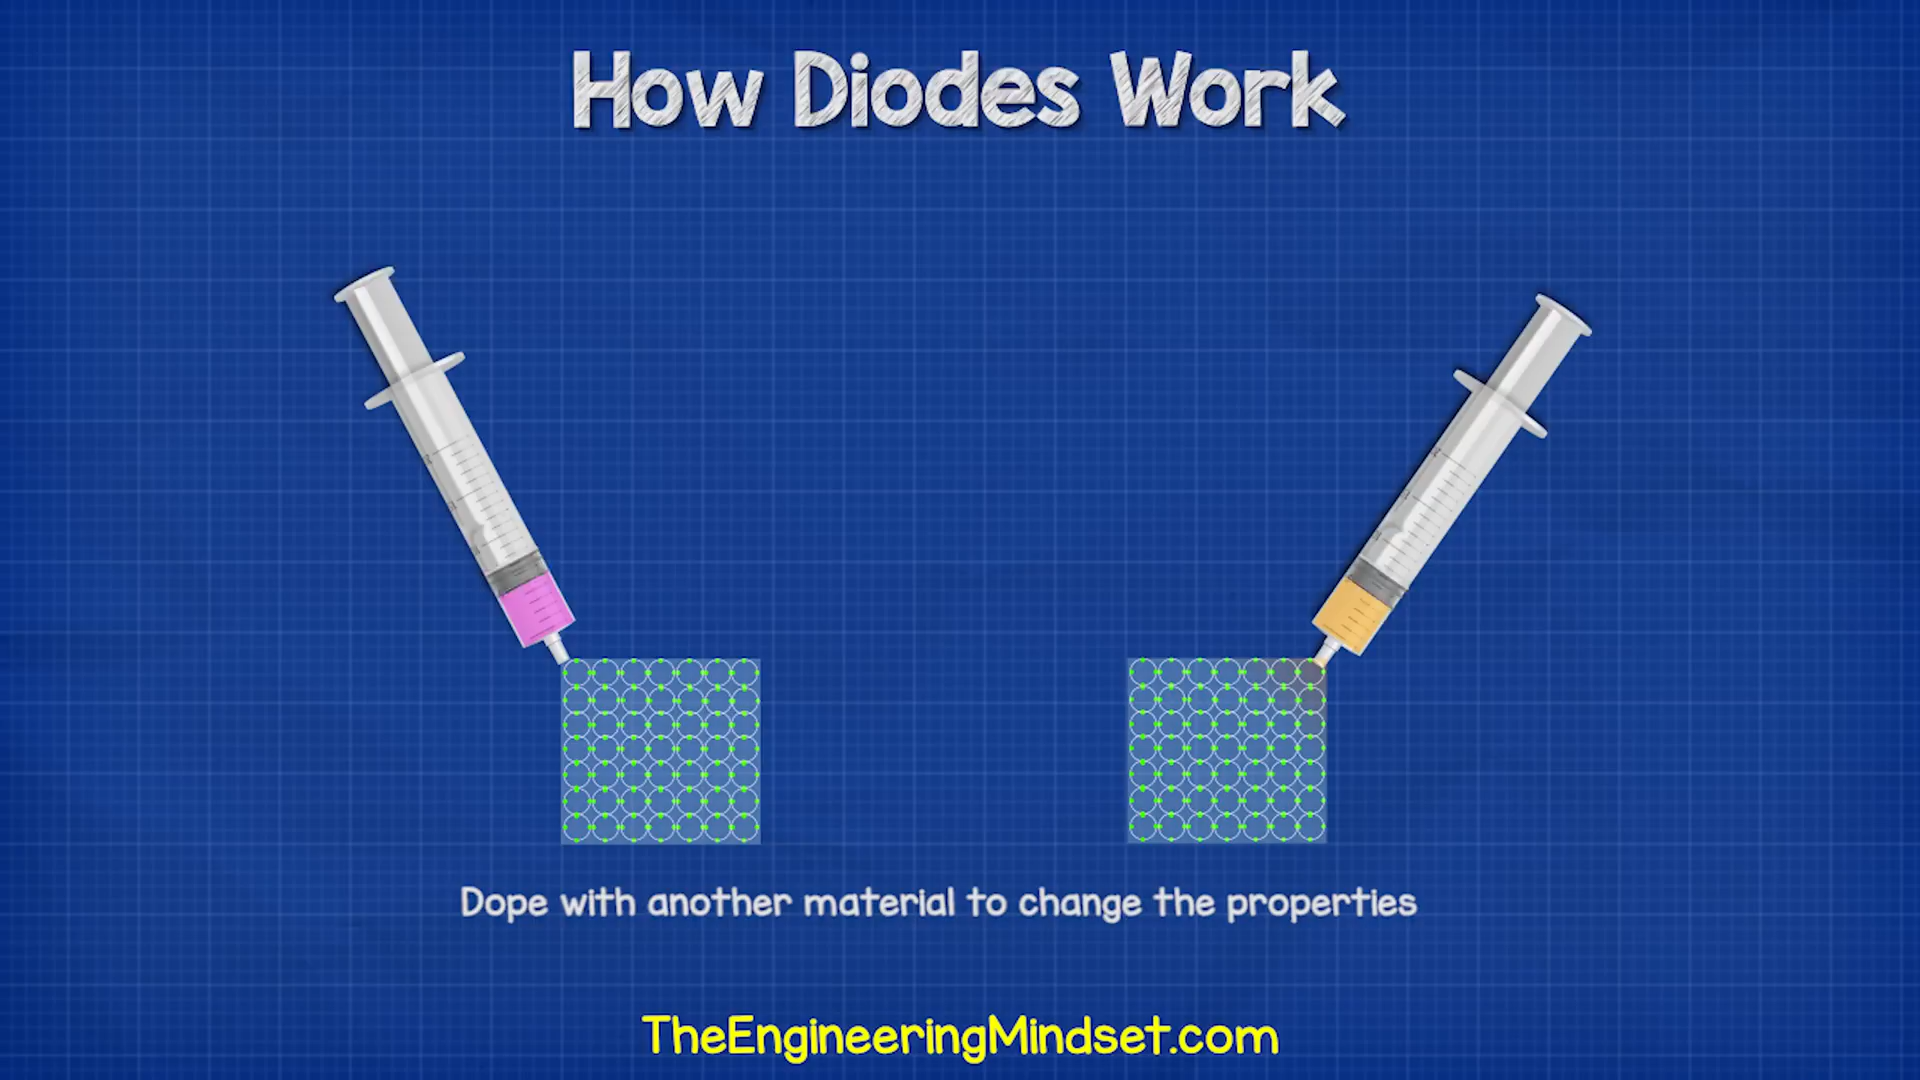 How Diodes Work
Dope with another material to change the properties
TheEngineeringMindset.com